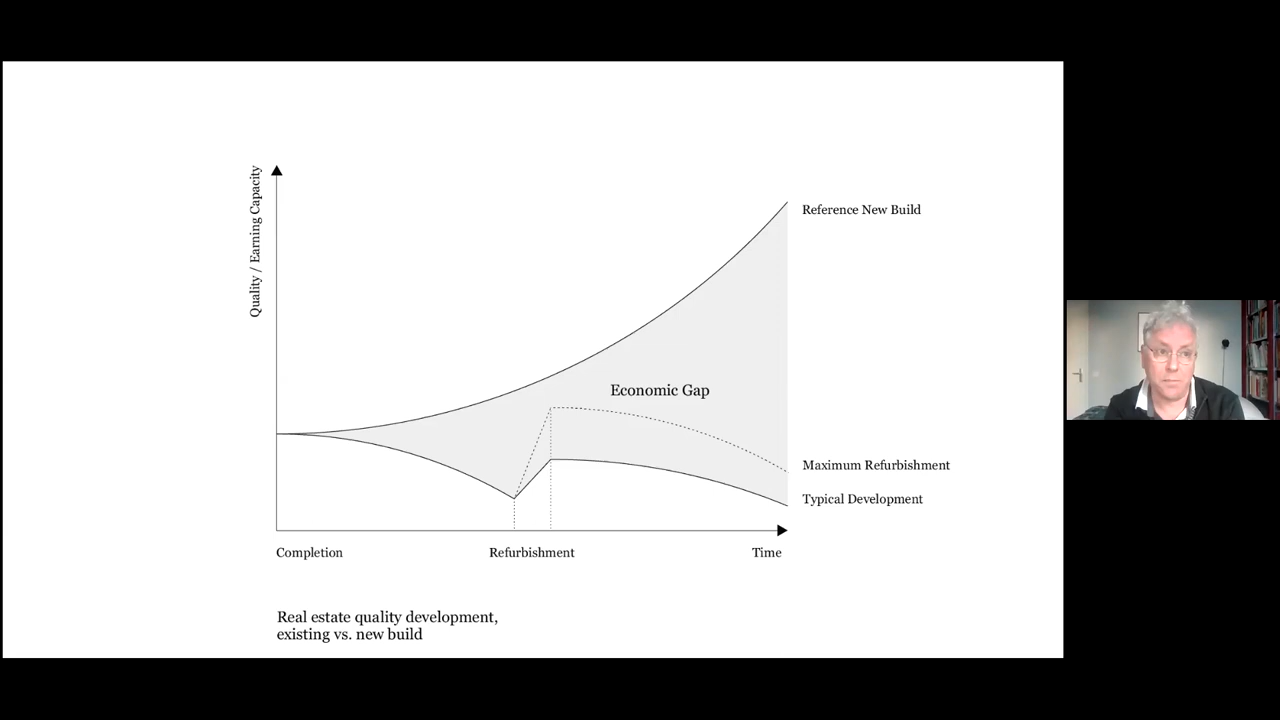 Quality / Earning Capacity
Reference New Build
Economic Gap
Maximum Refurbishment
Typical Development
Completion
Refurbishment
Time
Real estate quality development,
existing vs. new build